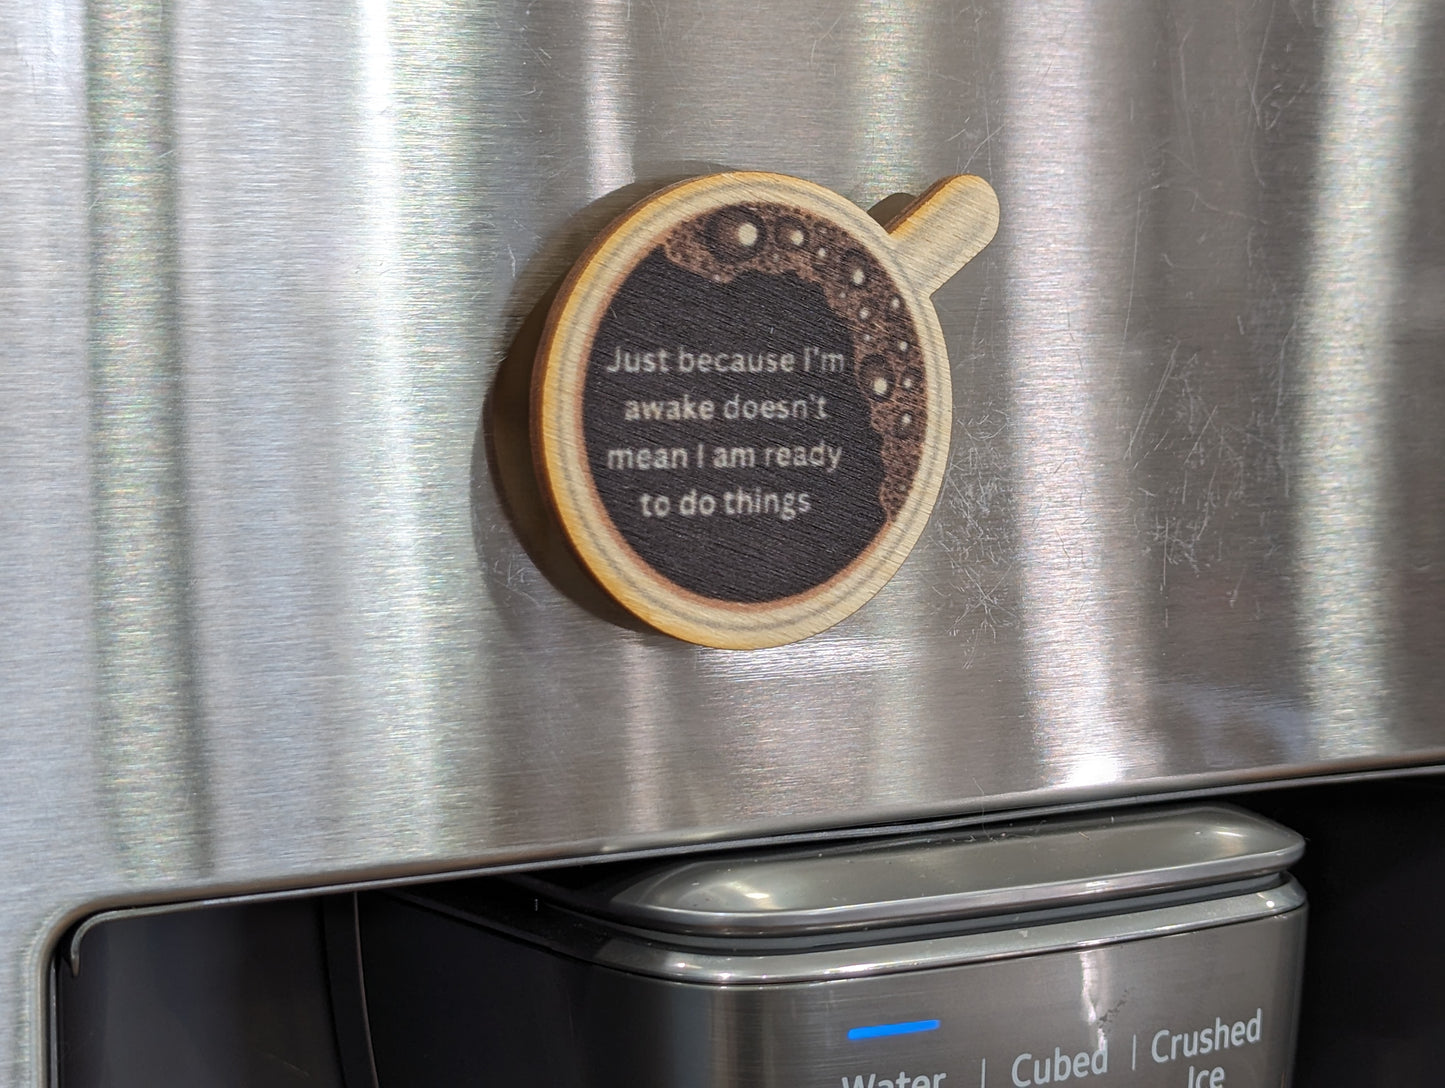 Just because I'm
awake doesn't
mean I am ready
to do things
Water | Cubed | Crushed
Ice